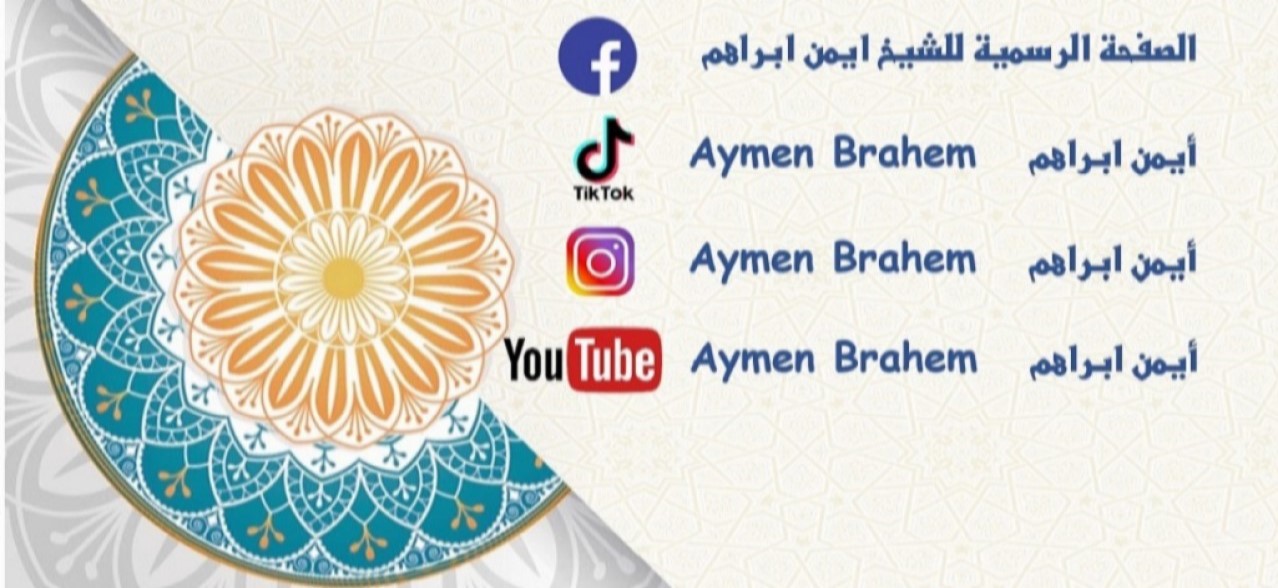 الصفحة الرسمية للشيخ ايمن ابراهم
TikTok Aymen Brahem أيمن ابراهم
Aymen Brahem أيمن ابراهم
YouTube Aymen Brahem أيمن ابراهم